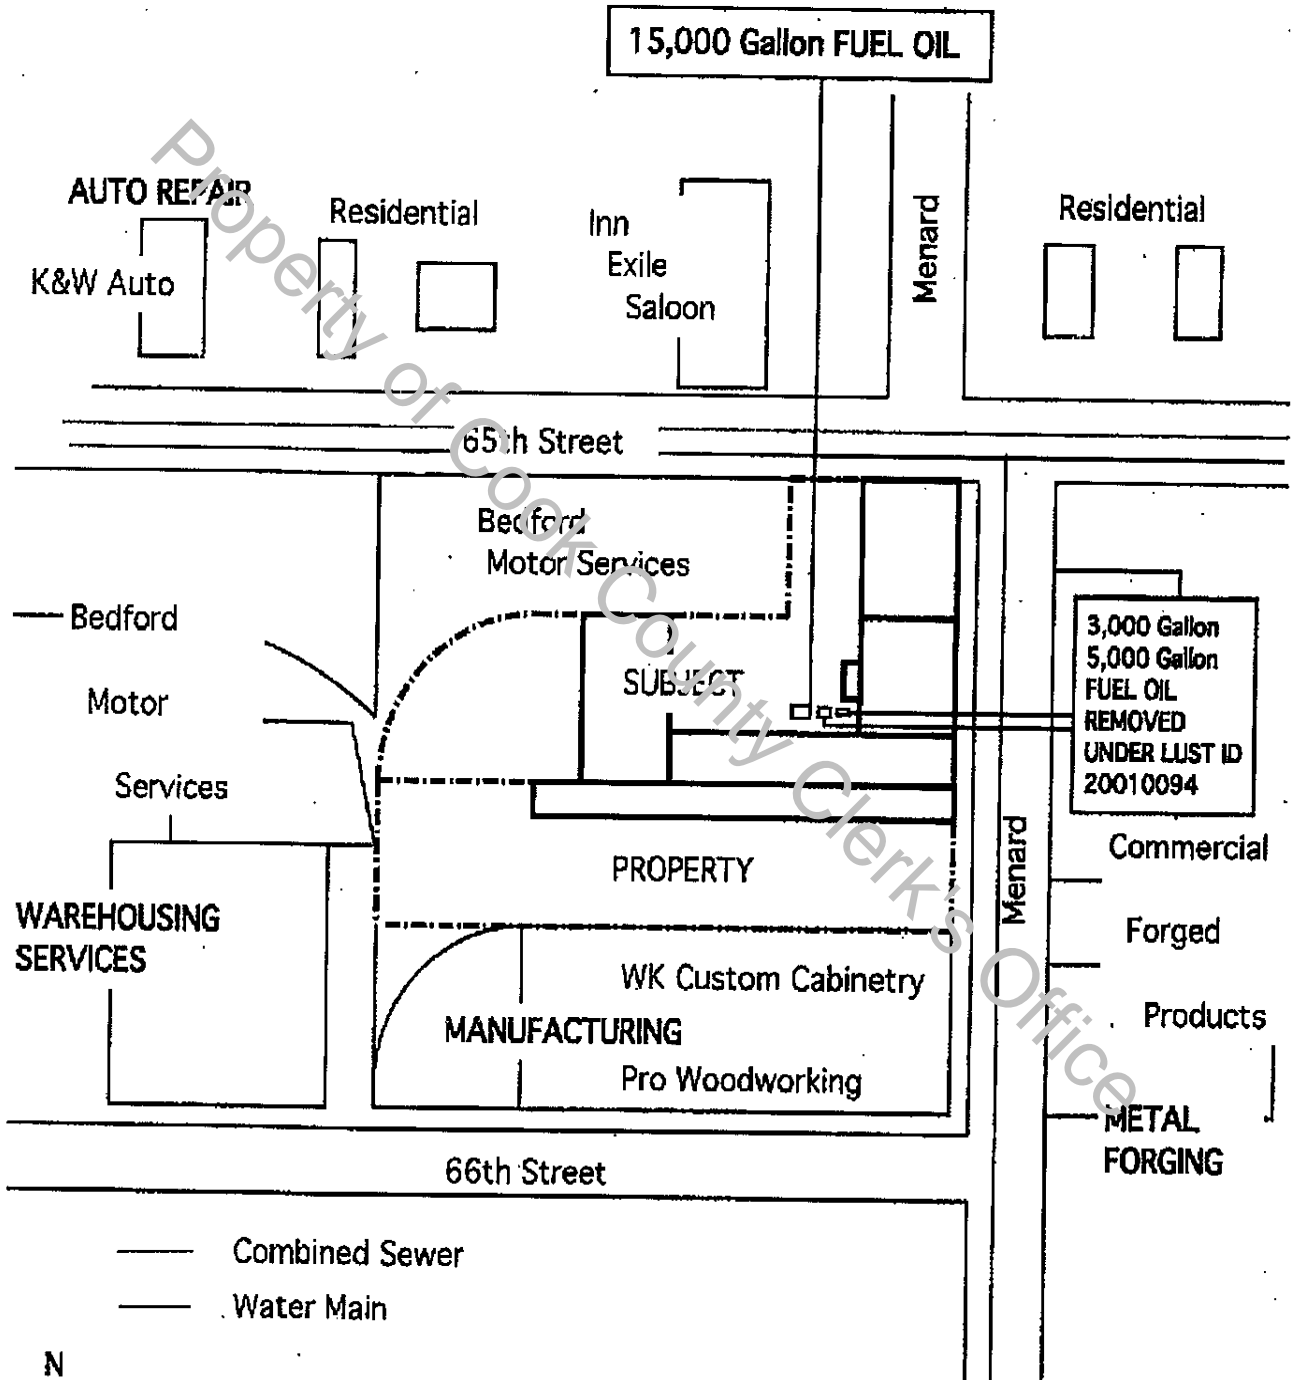 15,000 Gallon FUEL OIL
AUTO REPAIR
Residential
Inn
Exile
Saloon
Menard
Residential
K&W Auto
65th Street
Bedford
Motor Services
Bedford
Motor
Services
SUBJECT
3,000 Gallon
5,000 Gallon
FUEL OIL
REMOVED
UNDER LUST ID
20010094
PROPERTY
Menard
Commercial
Forged
Products
WAREHOUSING
SERVICES
WK Custom Cabinetry
MANUFACTURING
Pro Woodworking
METAL
FORGING
66th Street
Combined Sewer
Water Main
N
Property of Cook County Clerk's Office